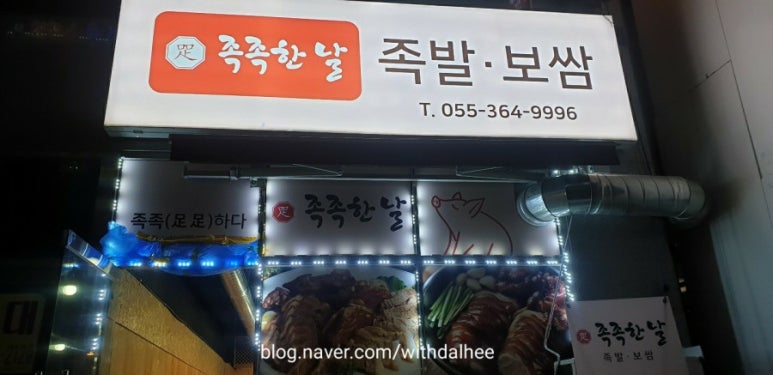 足 족족한 날 족발·보쌈
T. 055-364-9996
족족(足足)하다
足 족족한 날
足 족족한 날
족발·보쌈
대
blog.naver.com/withdalhee